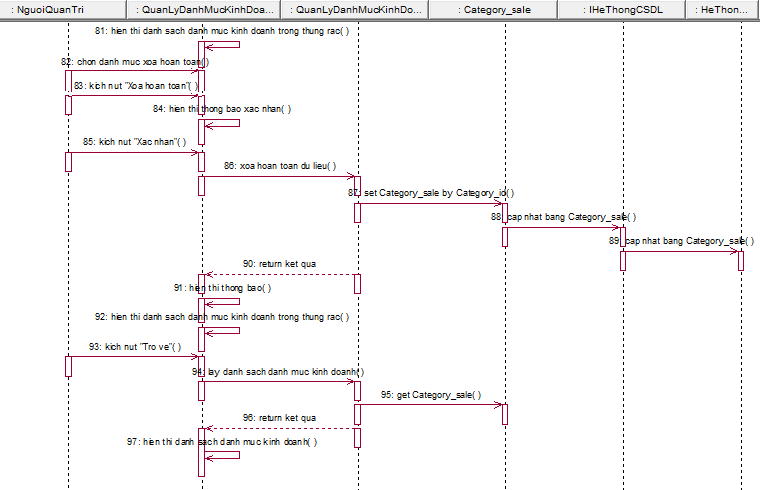 : NguoiQuanTri
: QuanLyDanhMucKinhDoa...
: QuanLyDanhMucKinhDo...
: Category_sale
: IHeThongCSDL
: HeThon...
81: hien thi danh sach danh muc kinh doanh trong thung rac( )
82: chon danh muc xoa hoan toan()
83: kich nut "Xoa hoan toan"( )
84: hien thi thong bao xac nhan( )
85: kich nut "Xac nhan"( )
86: xoa hoan toan du lieu( )
87: set Category_sale by Category_id( )
88: cap nhat bang Category_sale( )
89: cap nhat bang Category_sale( )
90: return ket qua
91: hien thi thong bao( )
92: hien thi danh sach danh muc kinh doanh trong thung rac( )
93: kich nut "Tro ve"( )
94: lay danh sach danh muc kinh doanh( )
95: get Category_sale( )
96: return ket qua
97: hien thi danh sach danh muc kinh doanh( )